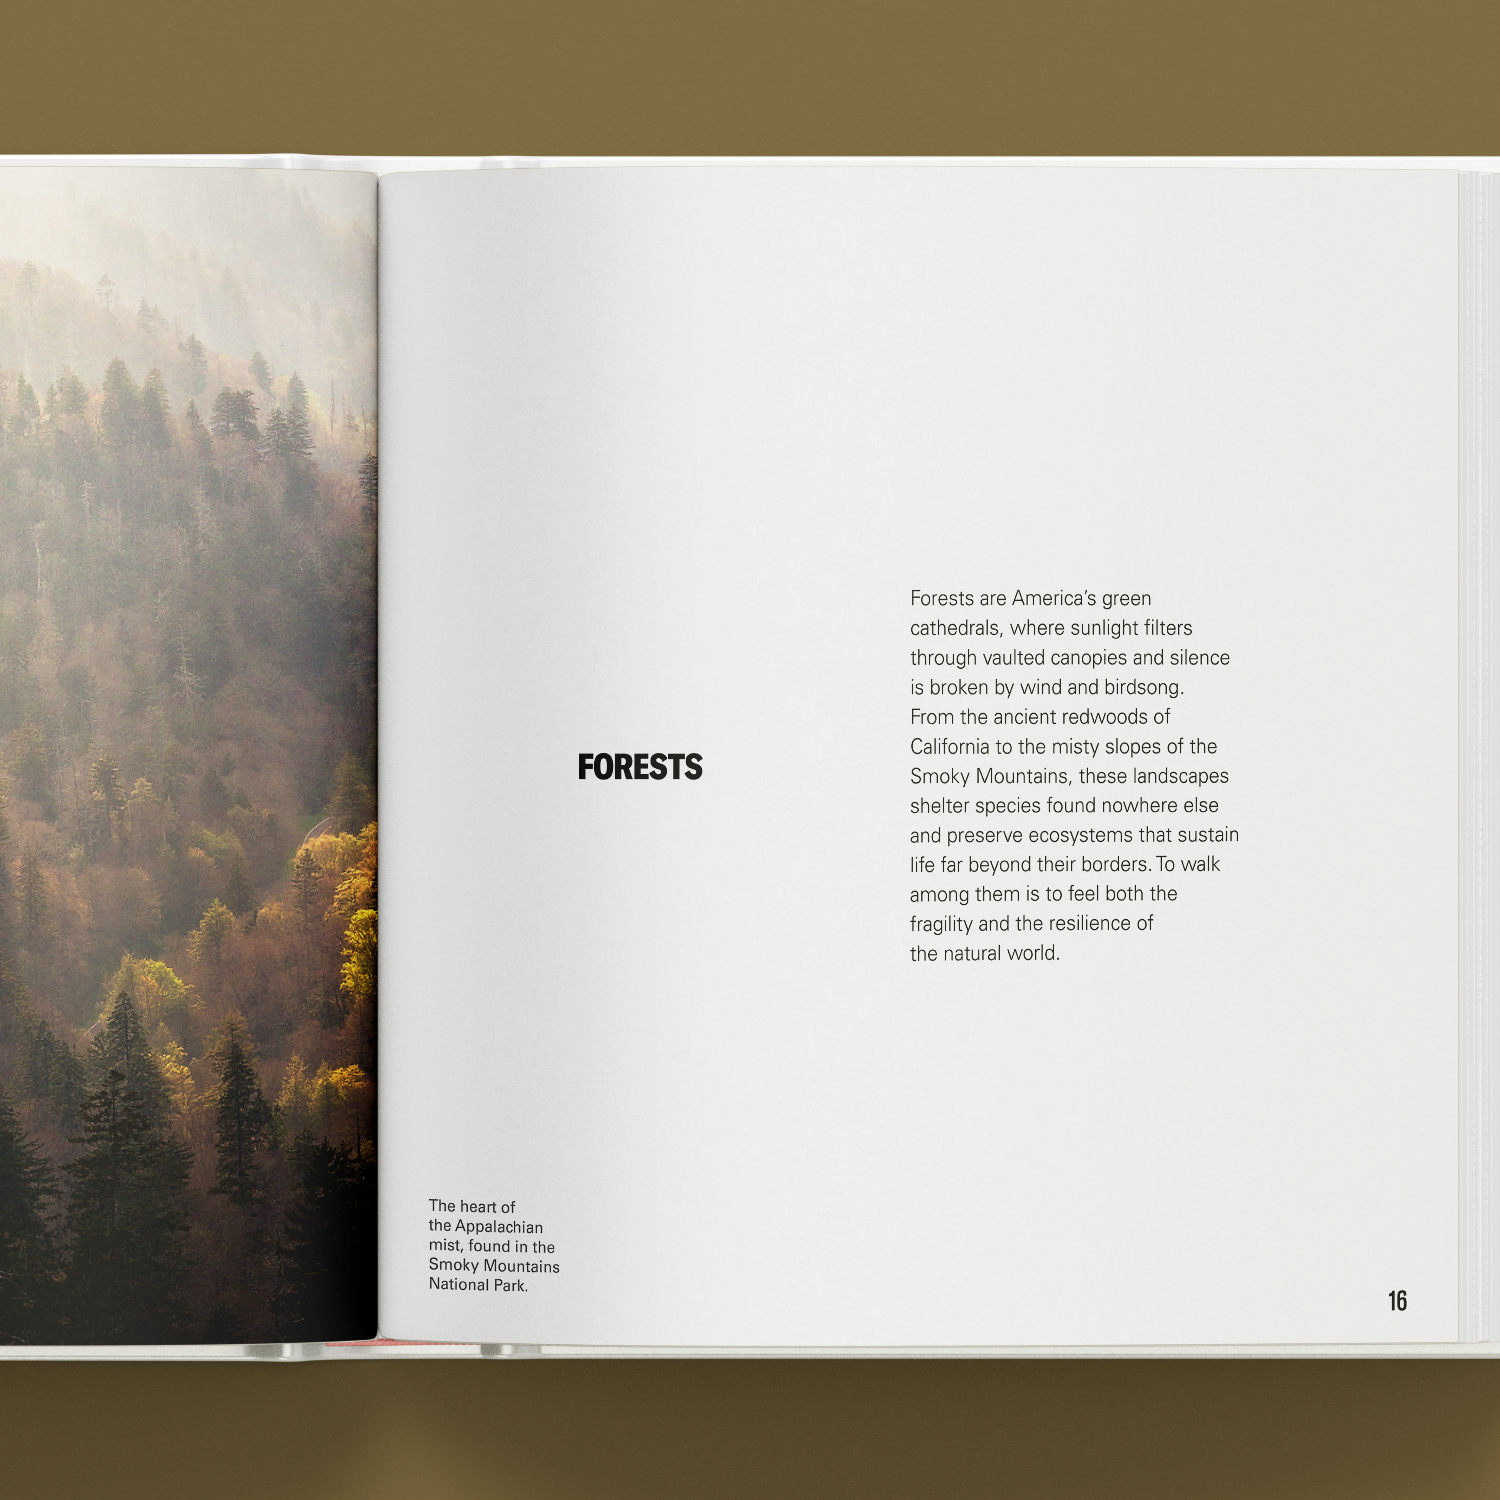 FORESTS
Forests are America’s green
cathedrals, where sunlight filters
through vaulted canopies and silence
is broken by wind and birdsong.
From the ancient redwoods of
California to the misty slopes of the
Smoky Mountains, these landscapes
shelter species found nowhere else
and preserve ecosystems that sustain
life far beyond their borders. To walk
among them is to feel both the
fragility and the resilience of
the natural world.
The heart of
the Appalachian
mist, found in the
Smoky Mountains
National Park.
16